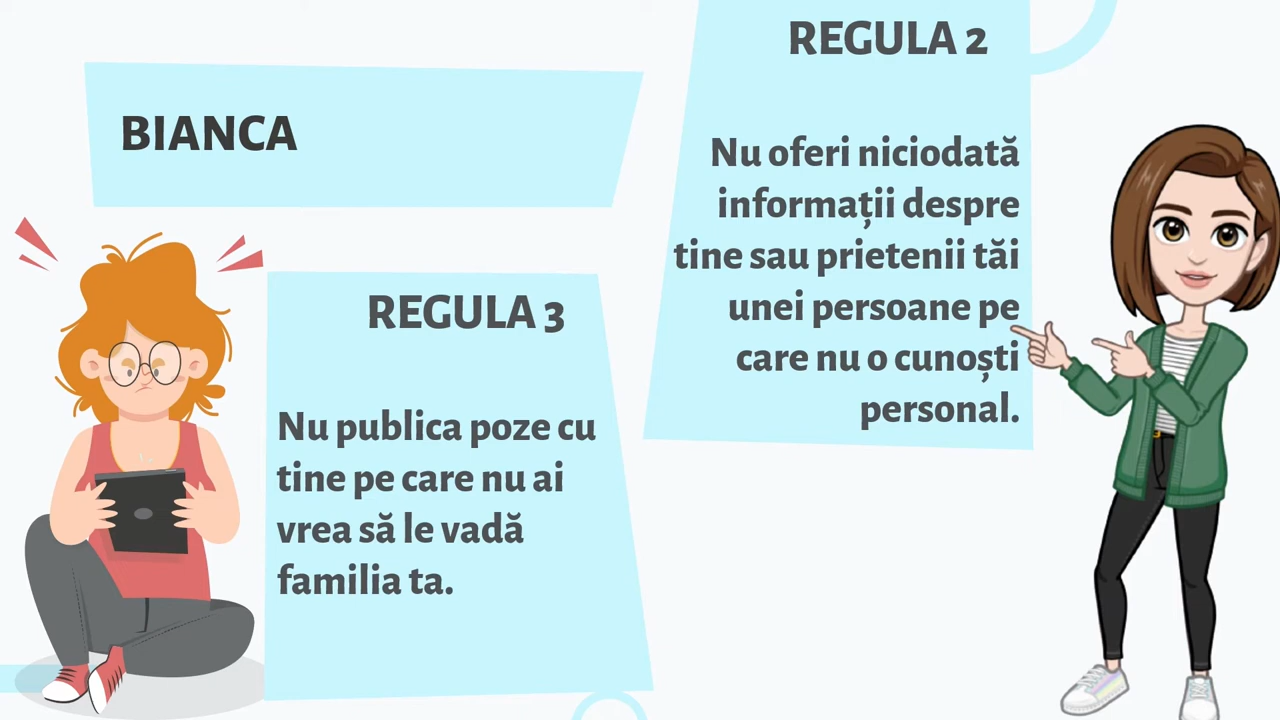 BIANCA
REGULA 2
Nu oferi niciodată
informații despre
tine sau prietenii tăi
unei persoane pe
care nu o cunoști
personal.
REGULA 3
Nu publica poze cu
tine pe care nu ai
vrea să le vadă
familia ta.